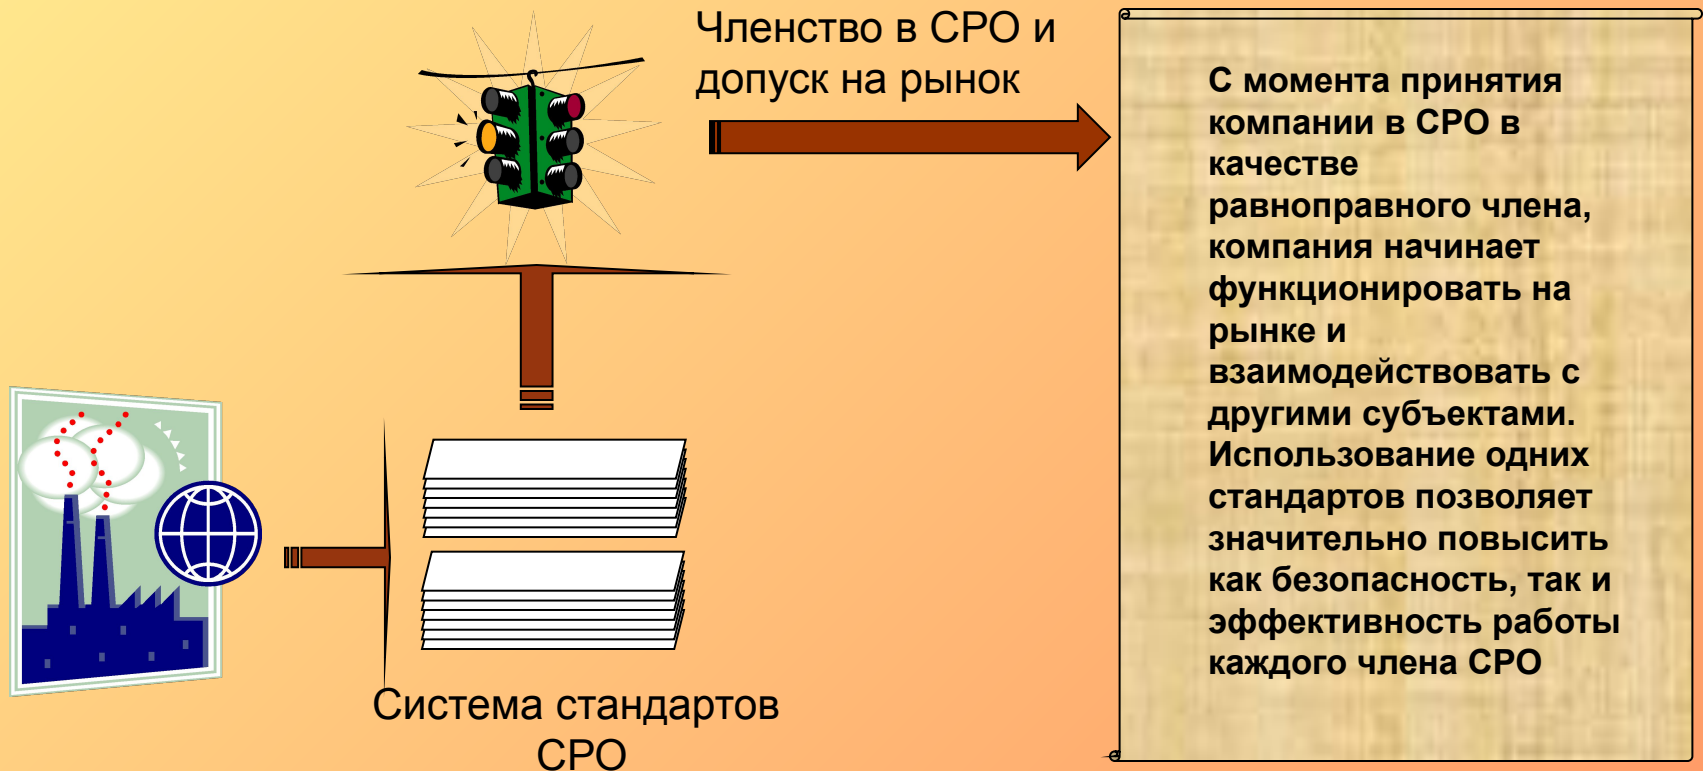 Членство в СРО и
допуск на рынок
С момента принятия
компании в СРО в
качестве
равноправного члена,
компания начинает
функционировать на
рынке и
взаимодействовать с
другими субъектами.
Использование одних
стандартов позволяет
значительно повысить
как безопасность, так и
эффективность работы
каждого члена СРО
Система стандартов
СРО